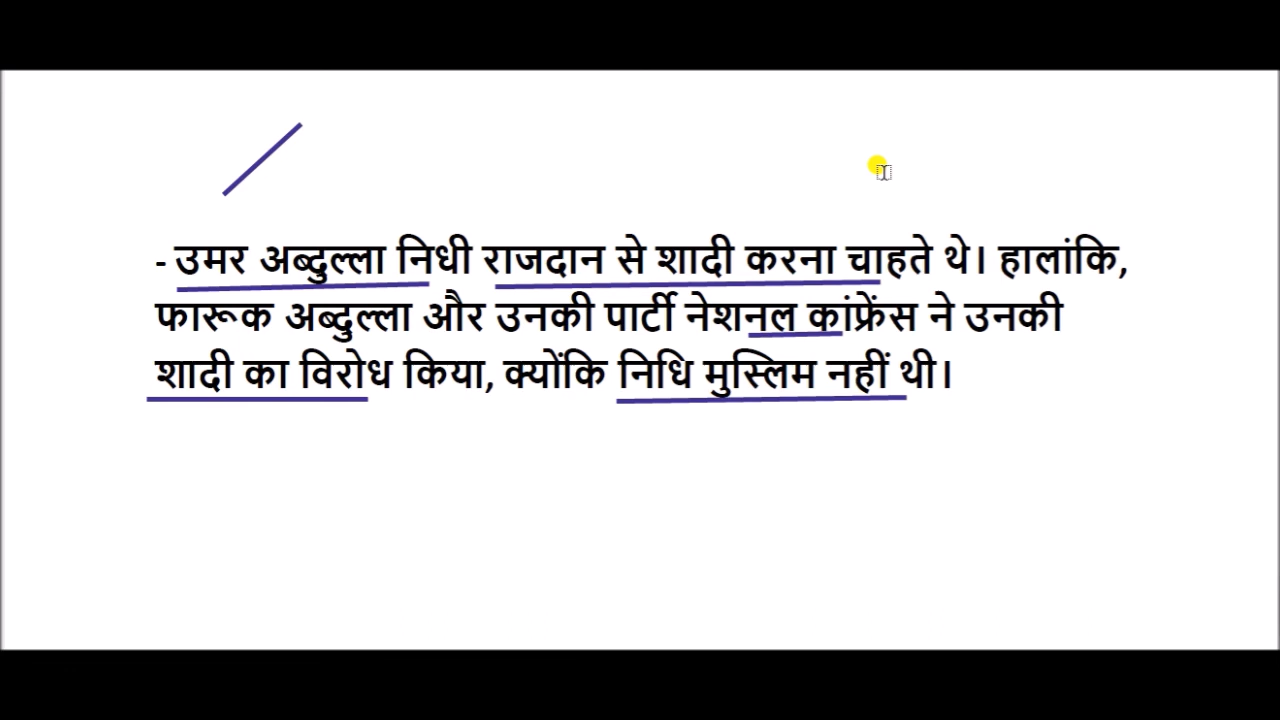 - उमर अब्दुल्ला निधी राजदान से शादी करना चाहते थे। हालांकि,
फारूक अब्दुल्ला और उनकी पार्टी नेशनल कांफ्रेंस ने उनकी
शादी का विरोध किया, क्योंकि निधि मुस्लिम नहीं थी।